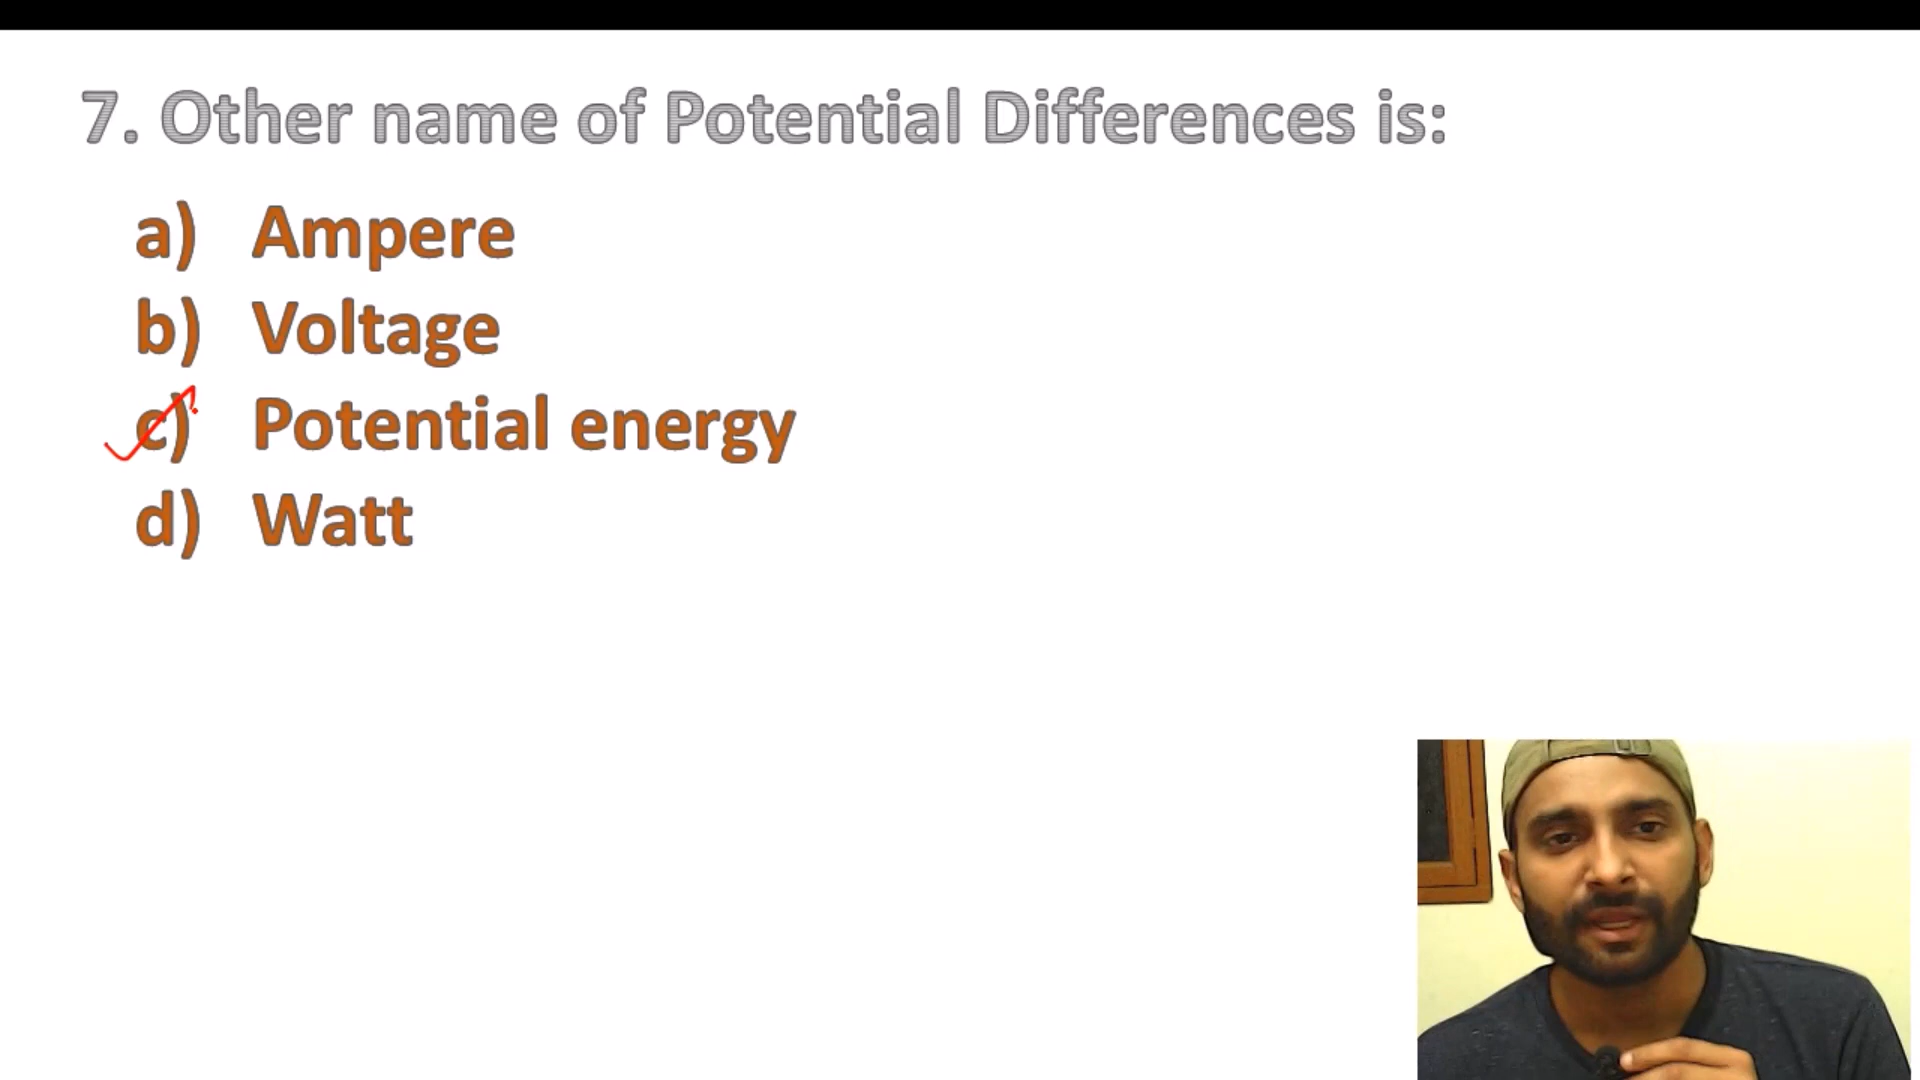 7. Other name of Potential Differences is:
a) Ampere
b) Voltage
c) Potential energy
d) Watt